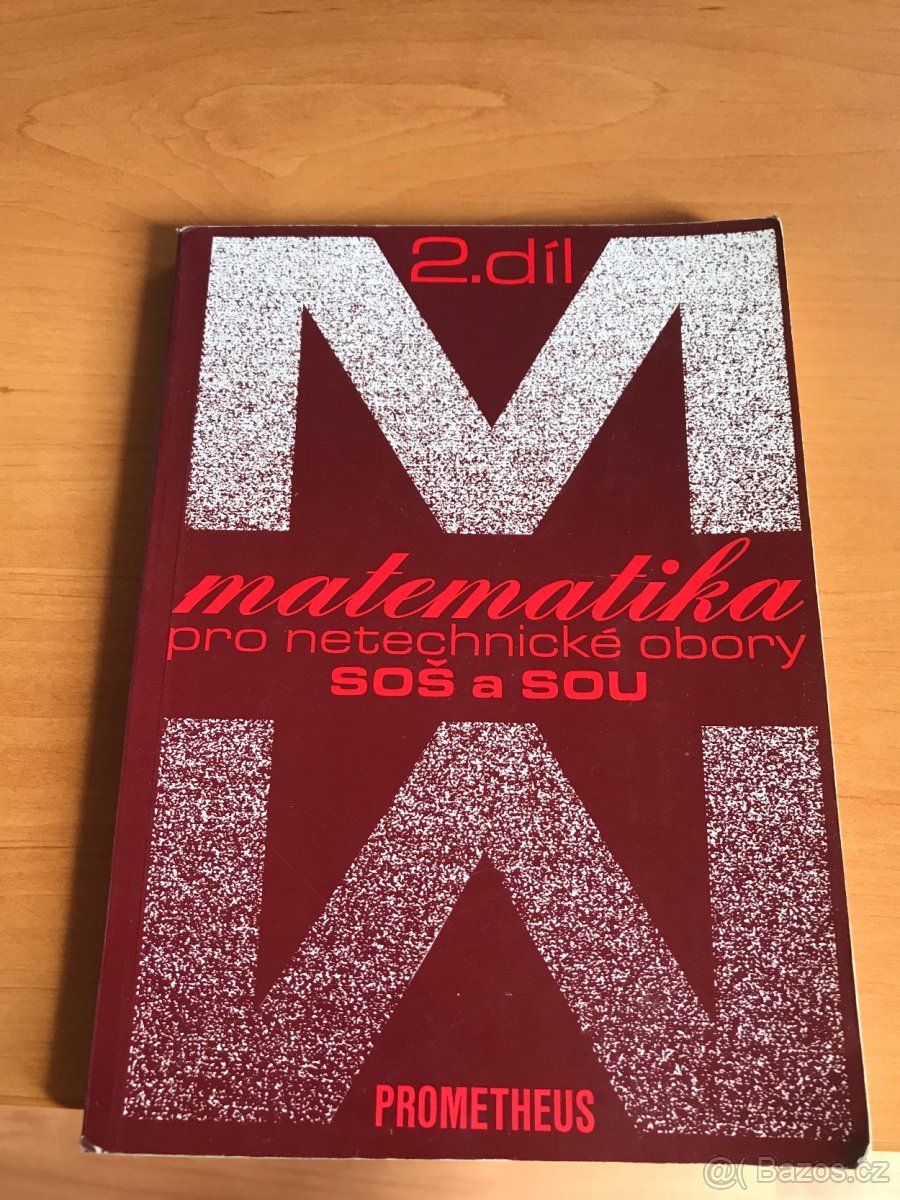 2.díl
M
matematika
pro netechnické obory
SOŠ a SOU
M
PROMETHEUS
@( Bazos.cz